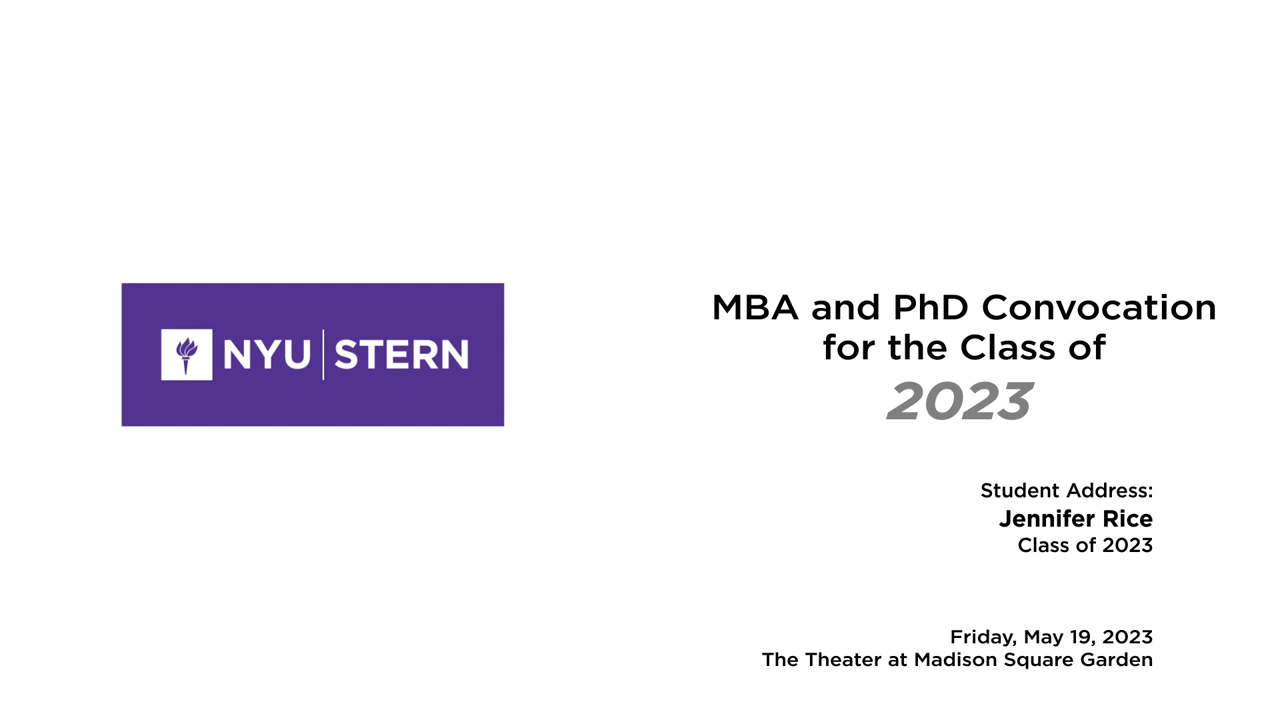 NYU | STERN
MBA and PhD Convocation
for the Class of
2023
Student Address:
Jennifer Rice
Class of 2023
Friday, May 19, 2023
The Theater at Madison Square Garden